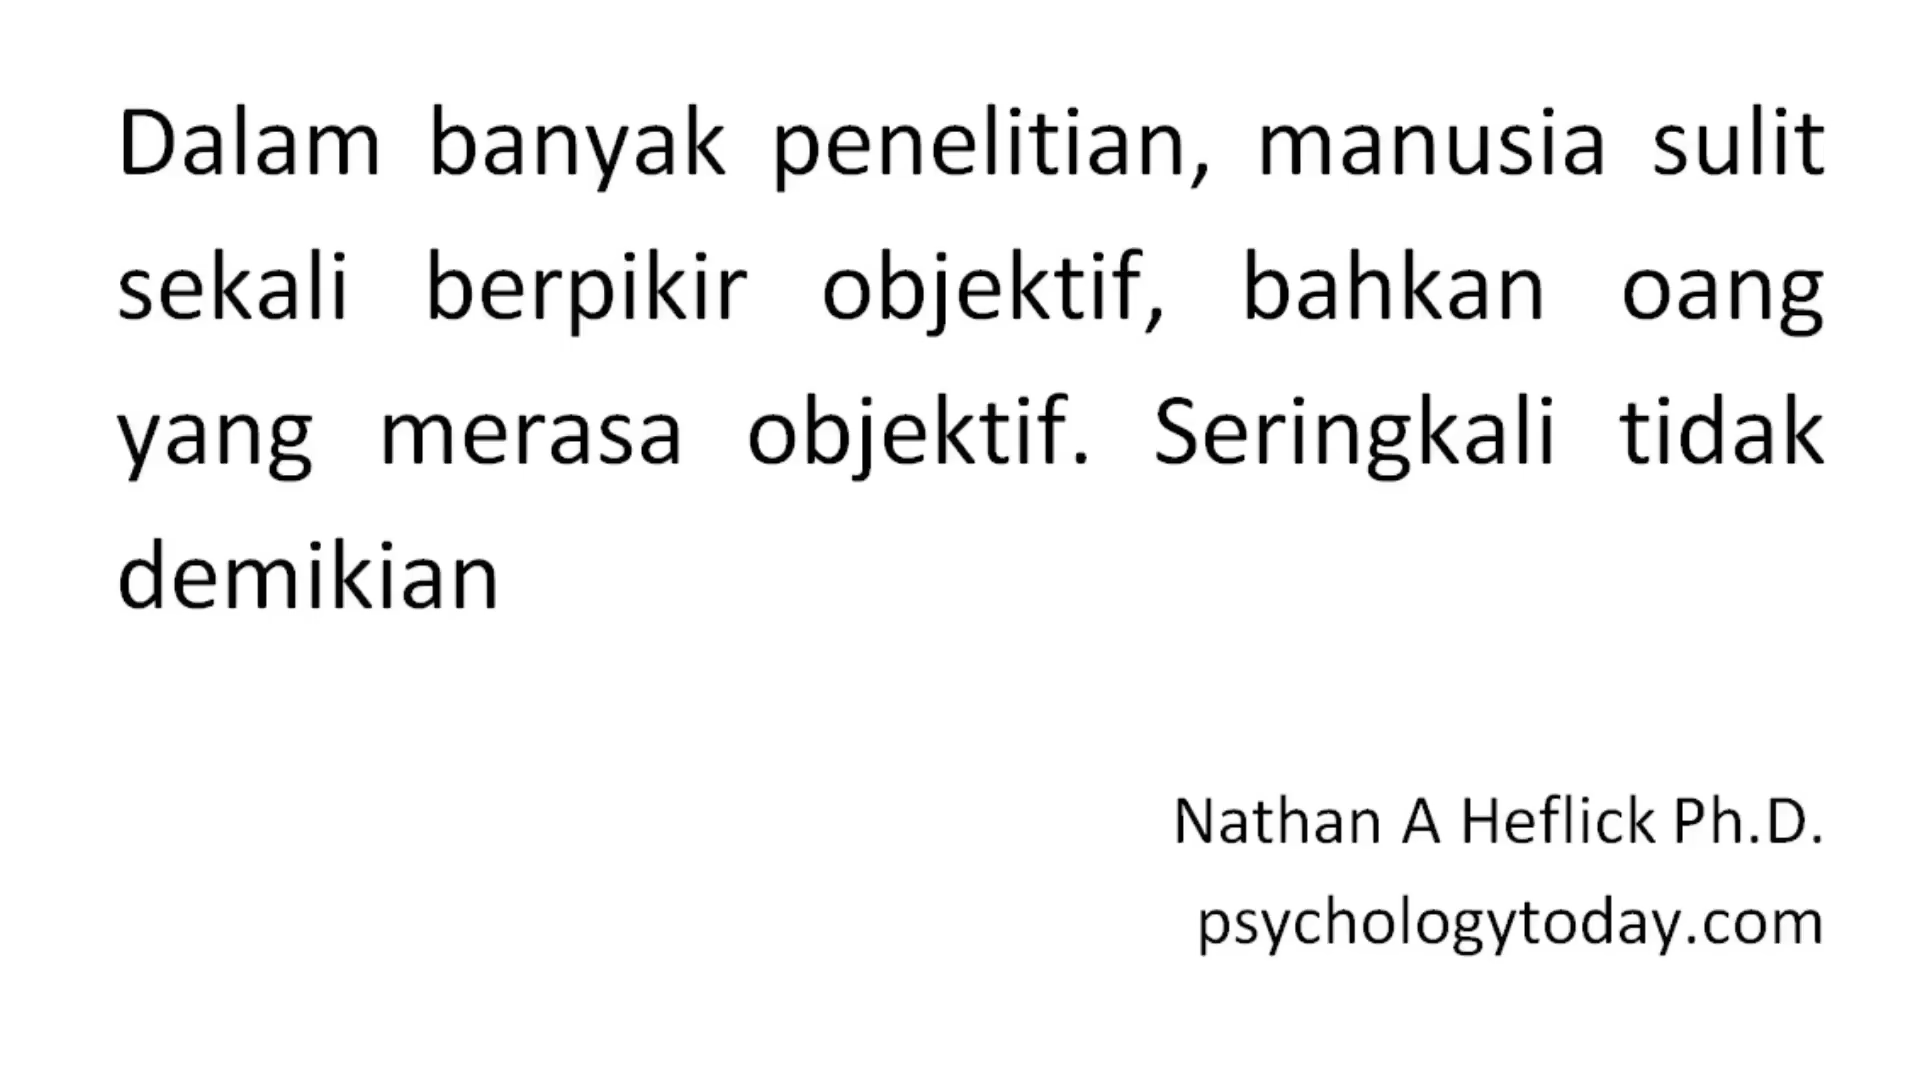 Dalam banyak penelitian, manusia sulit
sekali berpikir objektif, bahkan oang
yang merasa objektif. Seringkali tidak
demikian
Nathan A Heflick Ph.D.
psychologytoday.com